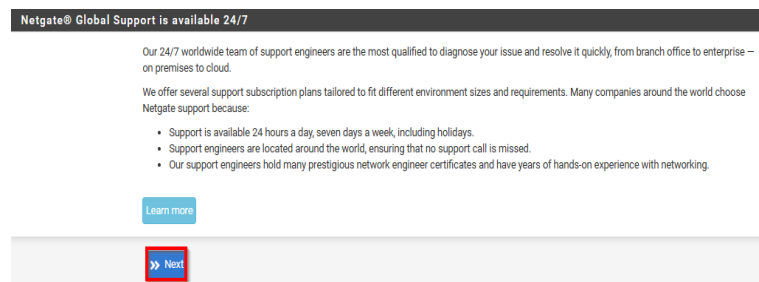 Netgate® Global Support is available 24/7
Our 24/7 worldwide team of support engineers are the most qualified to diagnose your issue and resolve it quickly, from branch office to enterprise —
on premises to cloud.
We offer several support subscription plans tailored to fit different environment sizes and requirements. Many companies around the world choose
Netgate support because:
• Support is available 24 hours a day, seven days a week, including holidays.
• Support engineers are located around the world, ensuring that no support call is missed.
• Our support engineers hold many prestigious network engineer certificates and have years of hands-on experience with networking.
Learn more
» Next